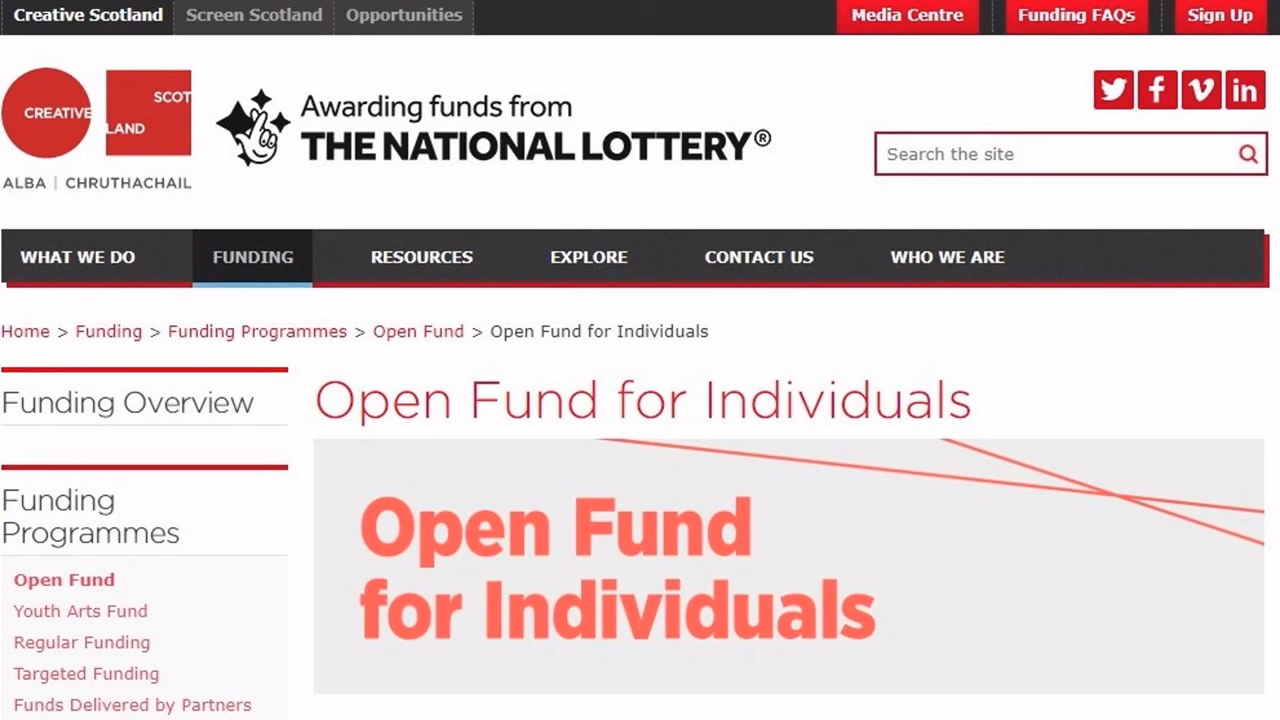 Creative Scotland Screen Scotland Opportunities Media Centre Funding FAQs Sign Up
CREATIVE SCOT
LAND
ALBA | CHRUTHACHAIL
Awarding funds from
THE NATIONAL LOTTERY®
Search the site
WHAT WE DO FUNDING RESOURCES EXPLORE CONTACT US WHO WE ARE
Home > Funding > Funding Programmes > Open Fund > Open Fund for Individuals
Funding Overview
Funding
Programmes
Open Fund
Youth Arts Fund
Regular Funding
Targeted Funding
Funds Delivered by Partners
Open Fund for Individuals
Open Fund
for Individuals